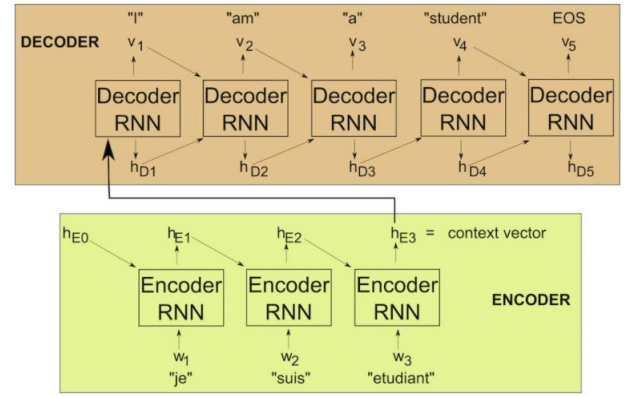 "I" "am" "a" "student" EOS
DECODER v1 v2 v3 v4 v5
Decoder RNN Decoder RNN Decoder RNN Decoder RNN Decoder RNN
hD1 hD2 hD3 hD4 hD5
hE0 hE1 hE2 hE3 = context vector
Encoder RNN Encoder RNN Encoder RNN ENCODER
w1 w2 w3
"je" "suis" "etudiant"